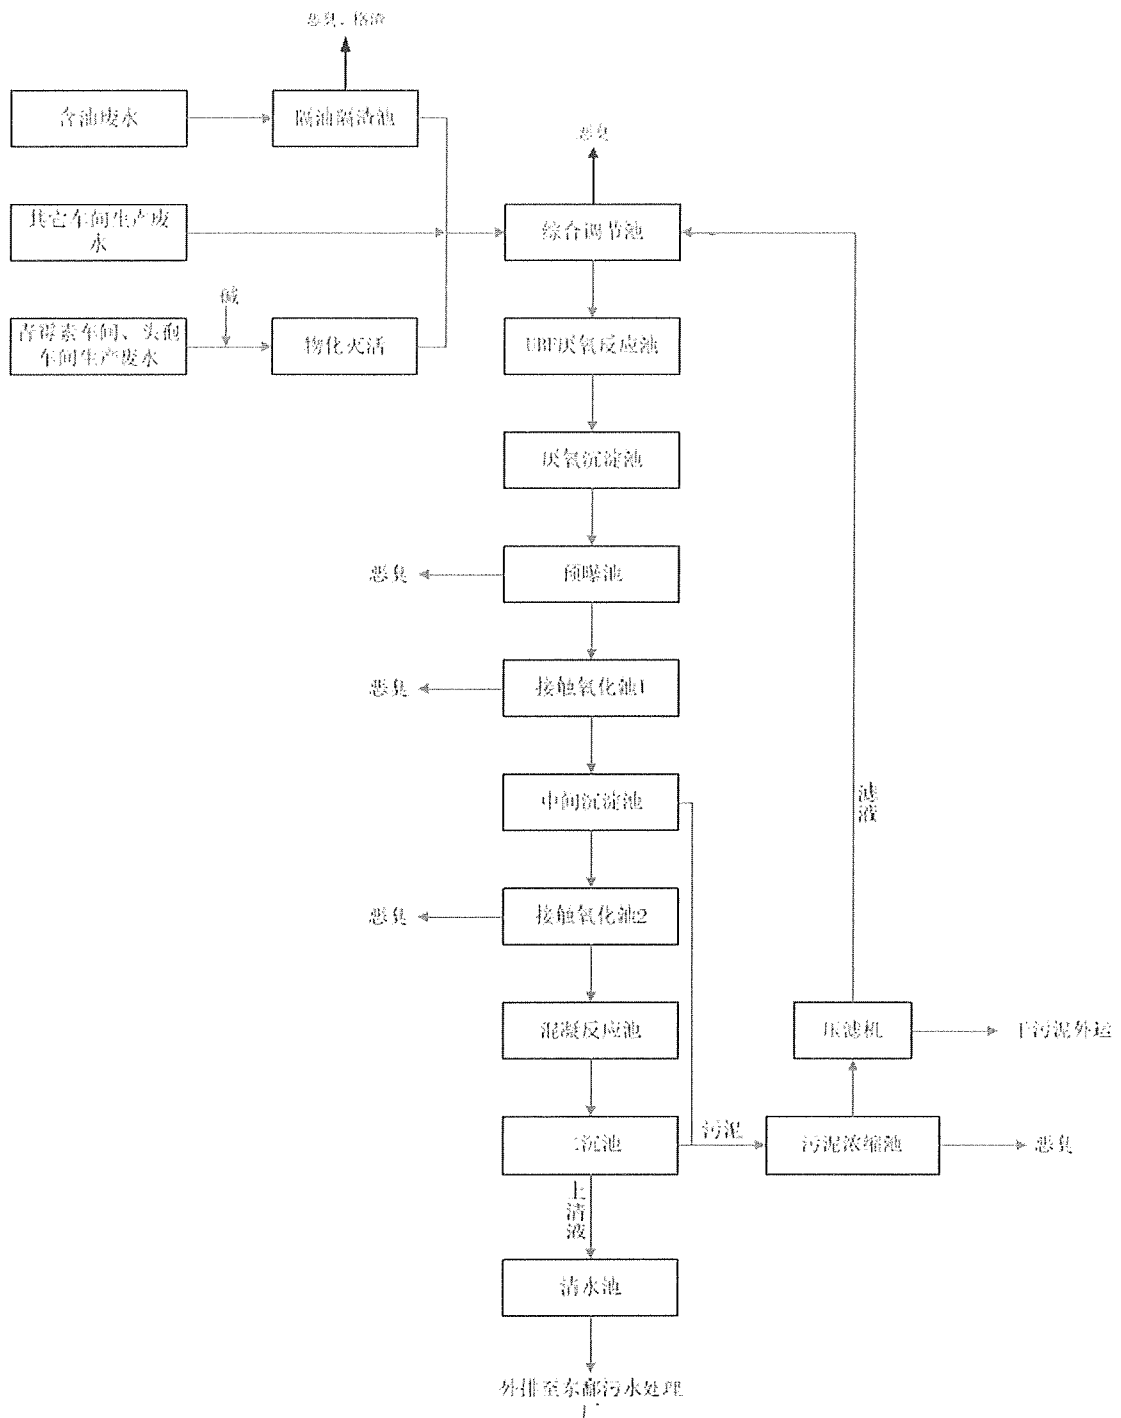 恶臭、格渣
含油废水
隔油隔渣池
恶臭
其它车间生产废
水
综合调节池
碱
青霉素车间、头孢
车间生产废水
物化灭活
UBF厌氧反应池
厌氧沉淀池
恶臭
预曝池
恶臭
接触氧化池1
中间沉淀池
滤液
恶臭
接触氧化池2
混凝反应池
压滤机
干污泥外运
二沉池
污泥
污泥浓缩池
恶臭
上清液
清水池
外排至东部污水处理
厂